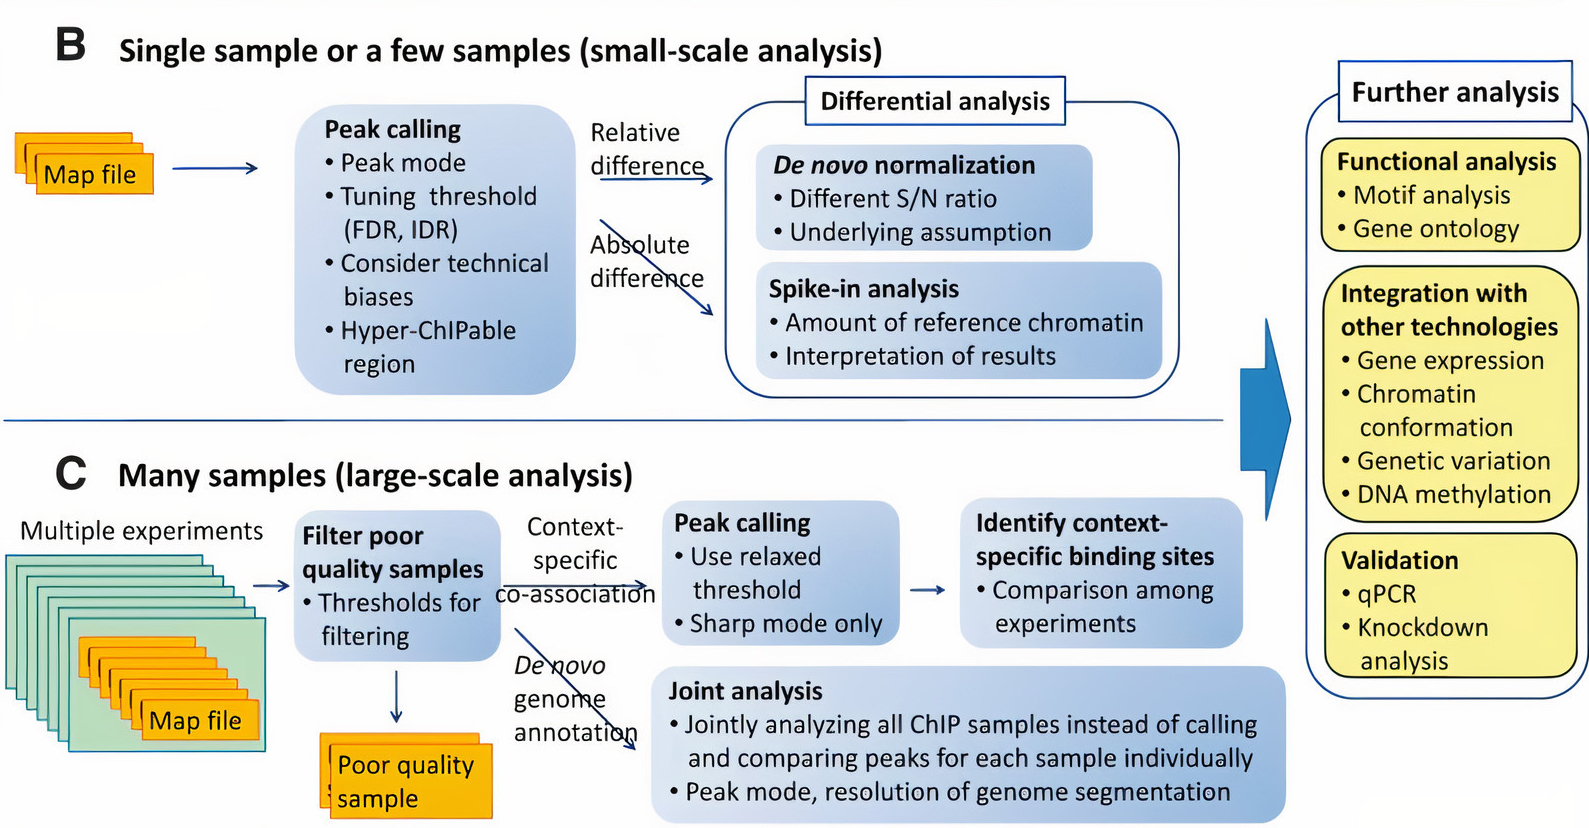 B Single sample or a few samples (small-scale analysis)
Map file
Peak calling
• Peak mode
• Tuning threshold
(FDR, IDR)
• Consider technical
biases
• Hyper-ChIPable
region
Relative
difference
Absolute
difference
Differential analysis
De novo normalization
• Different S/N ratio
• Underlying assumption
Spike-in analysis
• Amount of reference chromatin
• Interpretation of results
C Many samples (large-scale analysis)
Multiple experiments
Map file
Filter poor
quality samples
• Thresholds for
filtering
Poor quality
sample
Context-
specific
co-association
De novo
genome
annotation
Peak calling
• Use relaxed
threshold
• Sharp mode only
Identify context-
specific binding sites
• Comparison among
experiments
Joint analysis
• Jointly analyzing all ChIP samples instead of calling
and comparing peaks for each sample individually
• Peak mode, resolution of genome segmentation
Further analysis
Functional analysis
• Motif analysis
• Gene ontology
Integration with
other technologies
• Gene expression
• Chromatin
conformation
• Genetic variation
• DNA methylation
Validation
• qPCR
• Knockdown
analysis